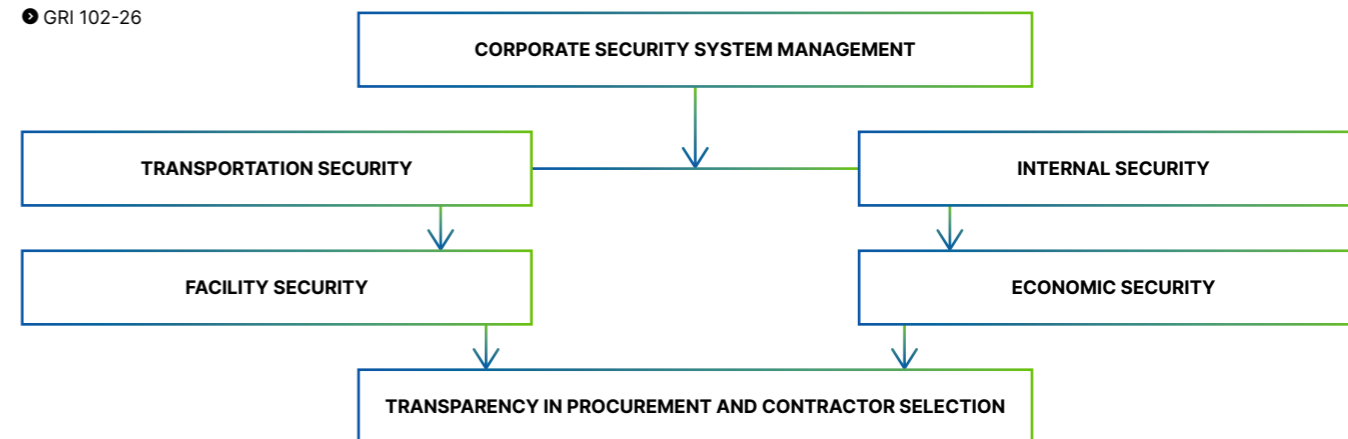 GRI 102-26
CORPORATE SECURITY SYSTEM MANAGEMENT
TRANSPORTATION SECURITY
INTERNAL SECURITY
FACILITY SECURITY
ECONOMIC SECURITY
TRANSPARENCY IN PROCUREMENT AND CONTRACTOR SELECTION